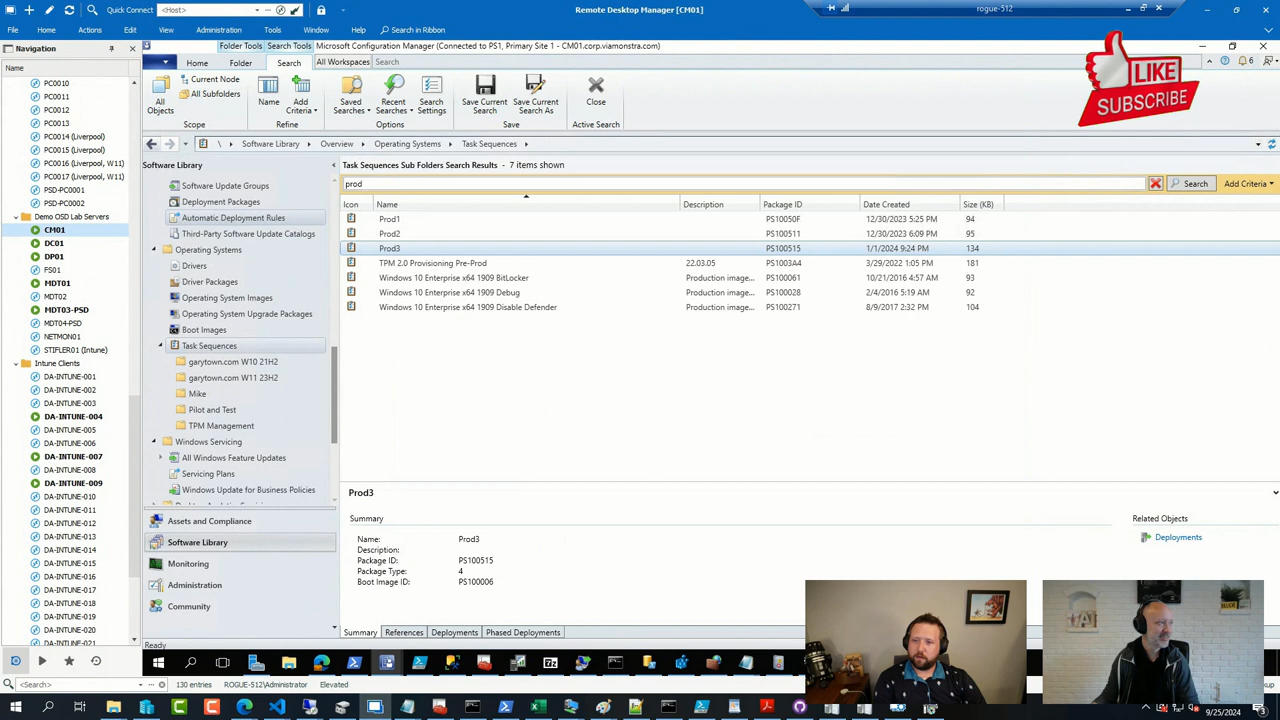 Quick Connect <Host>
Remote Desktop Manager [CM01]
rogue-512
File Home Edit View Actions Administration Tools Window Help Search in Ribbon
Navigation
Name
PC0010
PC0011
PC0012
PC0013
PC0014 (Liverpool)
PC0015 (Liverpool)
PC0016 (Liverpool, W11)
PC0017 (Liverpool, W11)
PSD-PC0001
PSD-PC0002
Demo OSD Lab Servers
CM01
DC01
DP01
FS01
MDT01
MDT02
MDT03-PSD
MDT04-PSD
NETMON01
STIFLER01 (Intune)
Intune Clients
DA-INTUNE-001
DA-INTUNE-002
DA-INTUNE-003
DA-INTUNE-004
DA-INTUNE-005
DA-INTUNE-006
DA-INTUNE-007
DA-INTUNE-008
DA-INTUNE-009
DA-INTUNE-010
DA-INTUNE-011
DA-INTUNE-012
DA-INTUNE-013
DA-INTUNE-014
DA-INTUNE-015
DA-INTUNE-016
DA-INTUNE-017
DA-INTUNE-018
DA-INTUNE-019
DA-INTUNE-020
DA-INTUNE-021
<Search>
Folder Tools Search Tools Microsoft Configuration Manager (Connected to PS1, Primary Site 1 - CM01.corp.viamonstra.com)
Home Folder Search All Workspaces Search
6
All Objects
Current Node
All Subfolders
Name
Add Criteria
Saved Searches
Recent Searches
Search Settings
Save Current Search
Save Current Search As
Close
Scope Refine Options Save Active Search
LIKE
SUBSCRIBE
\ Software Library Overview Operating Systems Task Sequences
Software Library
Software Update Groups
Deployment Packages
Automatic Deployment Rules
Third-Party Software Update Catalogs
Operating Systems
Drivers
Driver Packages
Operating System Images
Operating System Upgrade Packages
Boot Images
Task Sequences
garytown.com W10 21H2
garytown.com W11 23H2
Mike
Pilot and Test
TPM Management
Windows Servicing
All Windows Feature Updates
Servicing Plans
Windows Update for Business Policies
Assets and Compliance
Software Library
Monitoring
Administration
Community
Task Sequences Sub Folders Search Results - 7 items shown
prod Search Add Criteria
Icon Name Description Package ID Date Created Size (KB)
Prod1 PS10050F 12/30/2023 5:25 PM 94
Prod2 PS100511 12/30/2023 6:09 PM 95
Prod3 PS100515 1/1/2024 9:24 PM 134
TPM 2.0 Provisioning Pre-Prod 22.03.05 PS1003A4 3/29/2022 1:05 PM 181
Windows 10 Enterprise x64 1909 BitLocker Production image... PS100061 10/21/2016 4:57 AM 93
Windows 10 Enterprise x64 1909 Debug Production image... PS100028 2/4/2016 5:19 AM 92
Windows 10 Enterprise x64 1909 Disable Defender Production image... PS100271 8/9/2017 2:32 PM 104
Prod3
Summary
Name: Prod3
Description:
Package ID: PS100515
Package Type: 4
Boot Image ID: PS100006
Related Objects
Deployments
Summary References Deployments Phased Deployments
Ready
130 entries ROGUE-512\Administrator Elevated
9/25/2024